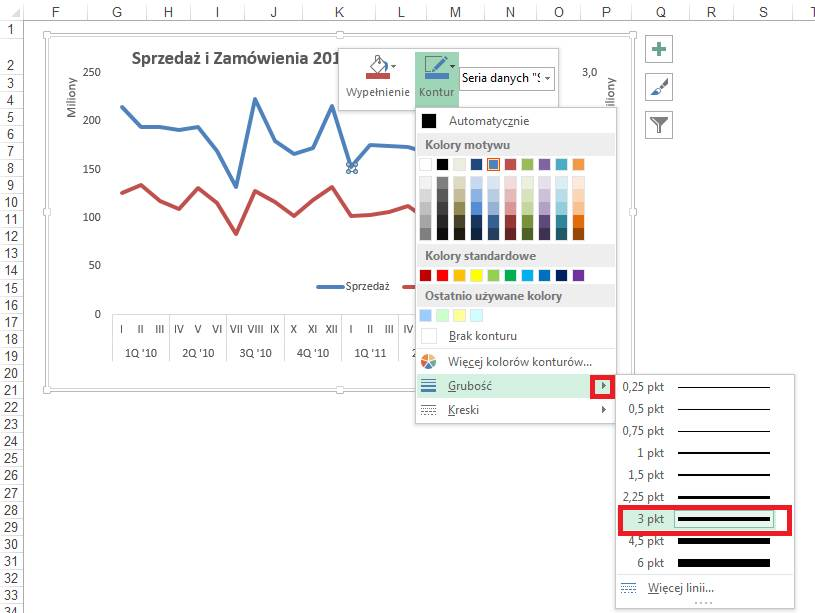 F G H I J K L M N O P Q R S T
1
2
3
4
5
6
7
8
9
10
11
12
13
14
15
16
17
18
19
20
21
22
23
24
25
26
27
28
29
30
31
32
33
34
Sprzedaż i Zamówienia 201
Miliony
250
200
150
100
50
0
3,0
iliony
Sprzedaż
I II III IV V VI VII VIII IX X XI XII I II III IV
1Q '10 2Q '10 3Q '10 4Q '10 1Q '11 2
Wypełnienie Kontur Seria danych "S
Automatycznie
Kolory motywu
Kolory standardowe
Ostatnio używane kolory
Brak konturu
Więcej kolorów konturów...
Grubość
Kreski
0,25 pkt
0,5 pkt
0,75 pkt
1 pkt
1,5 pkt
2,25 pkt
3 pkt
4,5 pkt
6 pkt
Więcej linii...